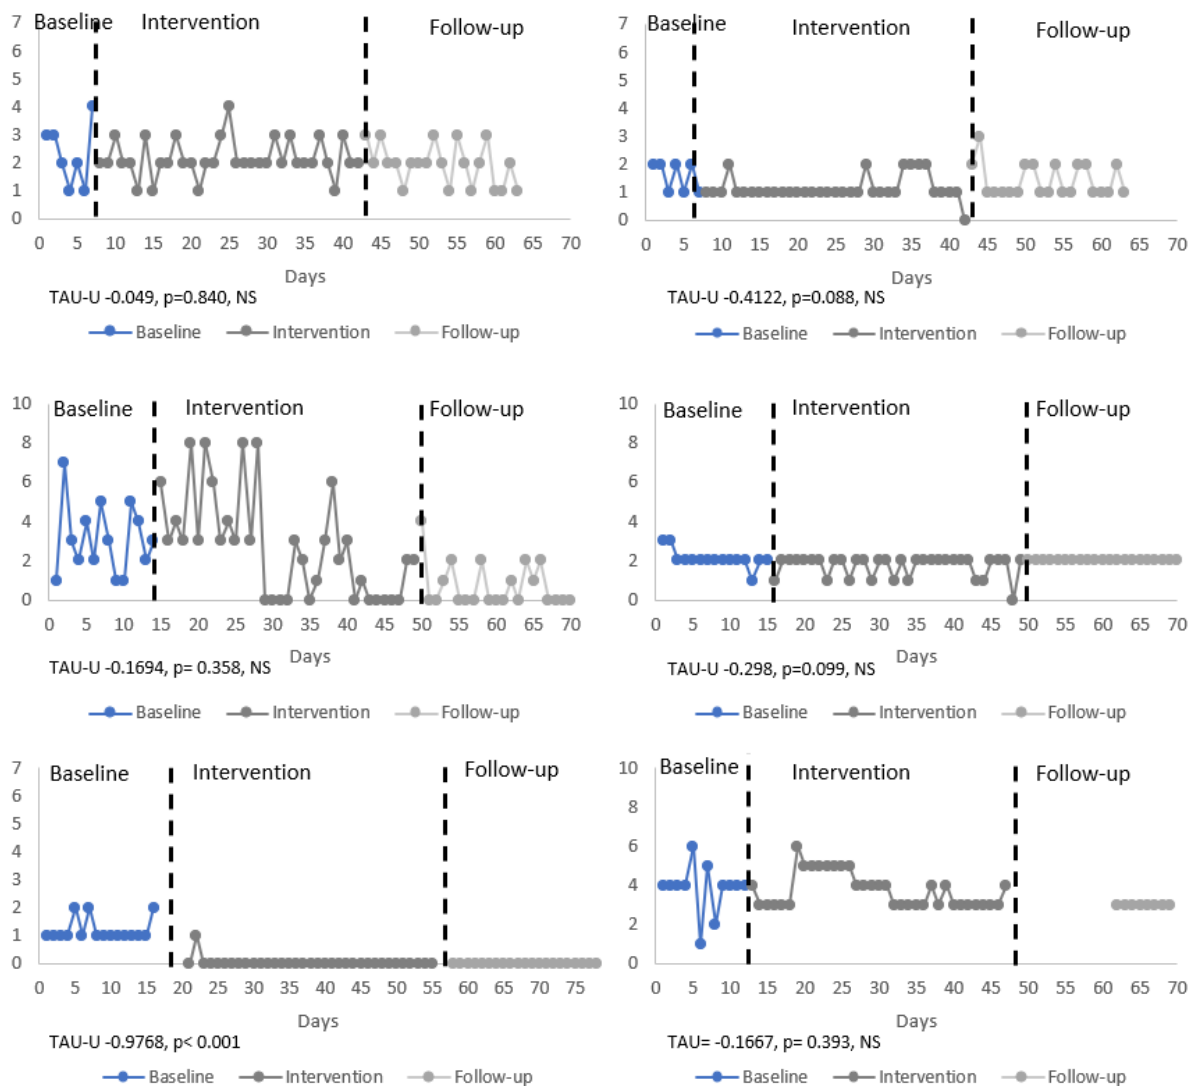 Baseline Intervention Follow-up
7
6
5
4
3
2
1
0
0 5 10 15 20 25 30 35 40 45 50 55 60 65 70
Days
TAU-U -0.049, p=0.840, NS
Baseline Intervention Follow-up
Baseline Intervention Follow-up
7
6
5
4
3
2
1
0
0 5 10 15 20 25 30 35 40 45 50 55 60 65 70
Days
TAU-U -0.4122, p=0.088, NS
Baseline Intervention Follow-up
Baseline Intervention Follow-up
10
8
6
4
2
0
0 5 10 15 20 25 30 35 40 45 50 55 60 65 70
Days
TAU-U -0.1694, p= 0.358, NS
Baseline Intervention Follow-up
Baseline Intervention Follow-up
10
8
6
4
2
0
0 5 10 15 20 25 30 35 40 45 50 55 60 65 70
Days
TAU-U -0.298, p=0.099, NS
Baseline Intervention Follow-up
Baseline Intervention Follow-up
7
6
5
4
3
2
1
0
0 5 10 15 20 25 30 35 40 45 50 55 60 65 70 75
Days
TAU-U -0.9768, p< 0.001
Baseline Intervention Follow-up
Baseline Intervention Follow-up
10
8
6
4
2
0
0 5 10 15 20 25 30 35 40 45 50 55 60 65 70
Days
TAU= -0.1667, p= 0.393, NS
Baseline Intervention Follow-up